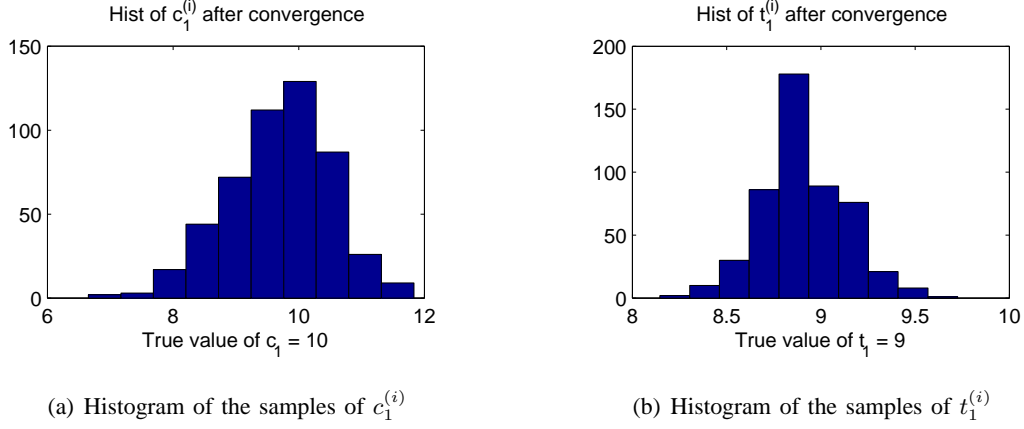 Hist of c₁⁽ⁱ⁾ after convergence
150
100
50
0
6 8 10 12
True value of c₁ = 10
(a) Histogram of the samples of c₁⁽ⁱ⁾
Hist of t₁⁽ⁱ⁾ after convergence
200
150
100
50
0
8 8.5 9 9.5 10
True value of t₁ = 9
(b) Histogram of the samples of t₁⁽ⁱ⁾